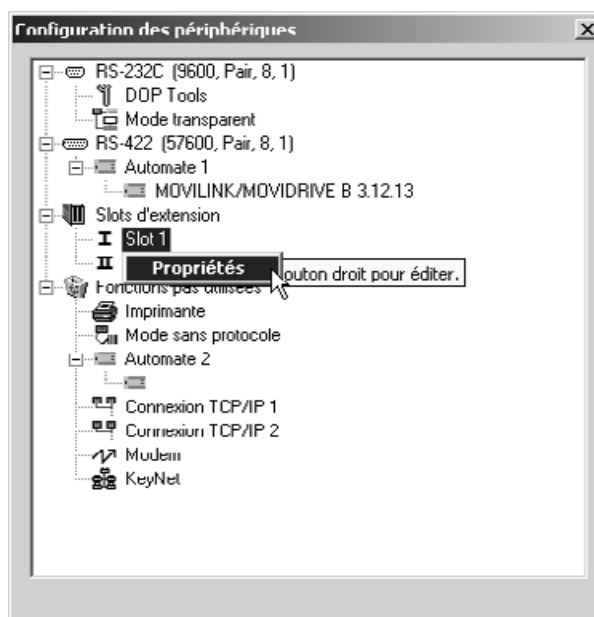 Configuration des périphériques
RS-232C (9600, Pair, 8, 1)
DOP Tools
Mode transparent
RS-422 (57600, Pair, 8, 1)
Automate 1
MOVILINK/MOVIDRIVE B 3.12.13
Slots d'extension
Slot 1
Propriétés
outon droit pour éditer.
Fonctions pas utilisées
Imprimante
Mode sans protocole
Automate 2
Connexion TCP/IP 1
Connexion TCP/IP 2
Modem
KeyNet